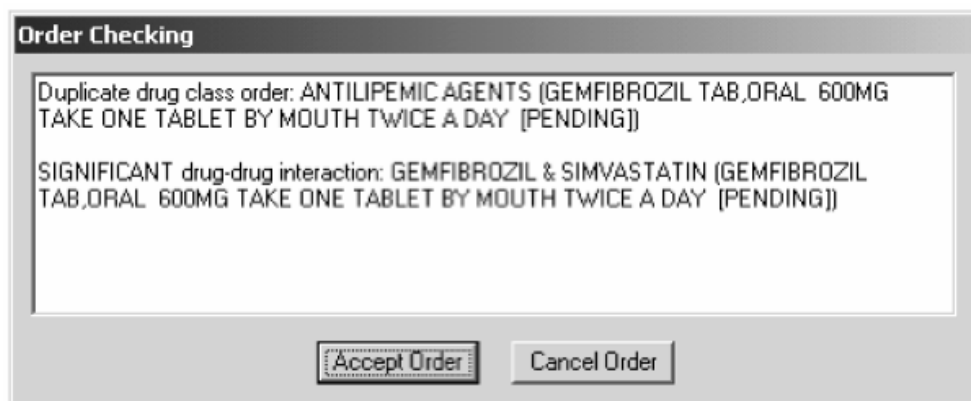 Order Checking
Duplicate drug class order: ANTILIPEMIC AGENTS (GEMFIBROZIL TAB,ORAL 600MG
TAKE ONE TABLET BY MOUTH TWICE A DAY [PENDING])
SIGNIFICANT drug-drug interaction: GEMFIBROZIL & SIMVASTATIN (GEMFIBROZIL
TAB,ORAL 600MG TAKE ONE TABLET BY MOUTH TWICE A DAY [PENDING])
Accept Order
Cancel Order